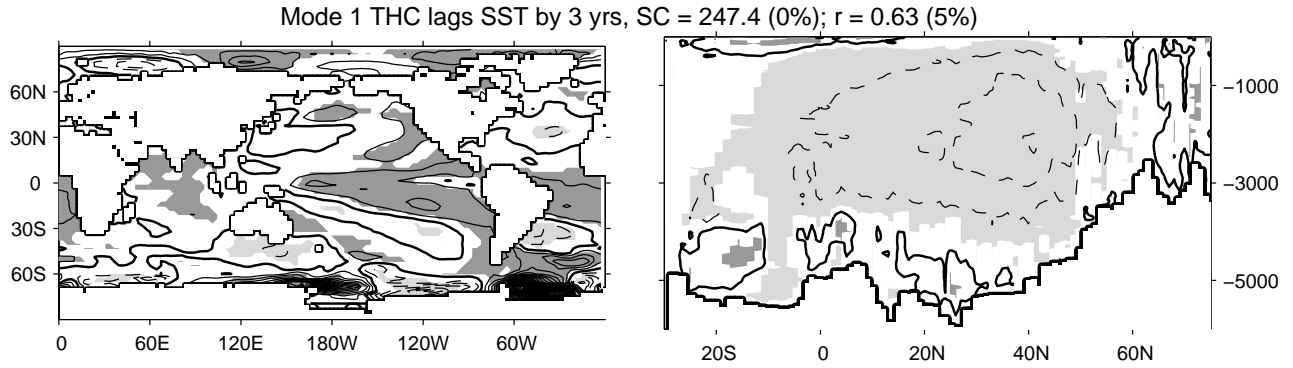 Mode 1 THC lags SST by 3 yrs, SC = 247.4 (0%); r = 0.63 (5%)
60N
30N
0
30S
60S
0 60E 120E 180W 120W 60W
−1000
−3000
−5000
20S 0 20N 40N 60N